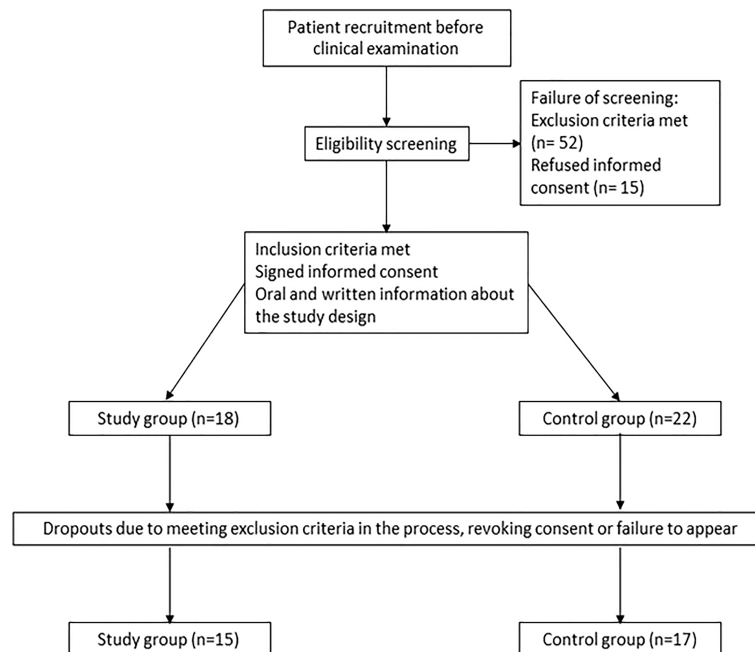 Patient recruitment before
clinical examination
Failure of screening:
Exclusion criteria met
(n= 52)
Refused informed
consent (n= 15)
Eligibility screening
Inclusion criteria met
Signed informed consent
Oral and written information about
the study design
Study group (n=18)
Control group (n=22)
Dropouts due to meeting exclusion criteria in the process, revoking consent or failure to appear
Study group (n=15)
Control group (n=17)